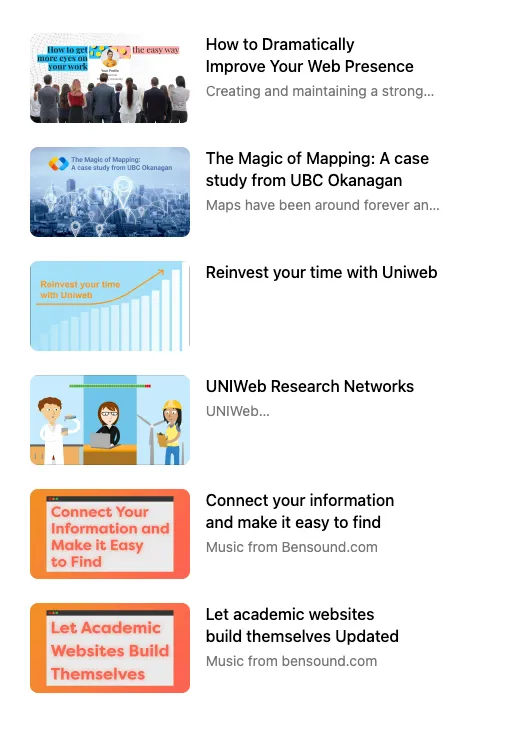 How to get
more eyes on
your work
the easy way
How to Dramatically
Improve Your Web Presence
Creating and maintaining a strong...
The Magic of Mapping:
A case study from UBC Okanagan
The Magic of Mapping: A case
study from UBC Okanagan
Maps have been around forever an...
Reinvest your time
with Uniweb
Reinvest your time with Uniweb
UNIWeb Research Networks
UNIWeb...
Connect Your
Information and
Make it Easy
to Find
Connect your information
and make it easy to find
Music from Bensound.com
Let Academic
Websites Build
Themselves
Let academic websites
build themselves Updated
Music from bensound.com